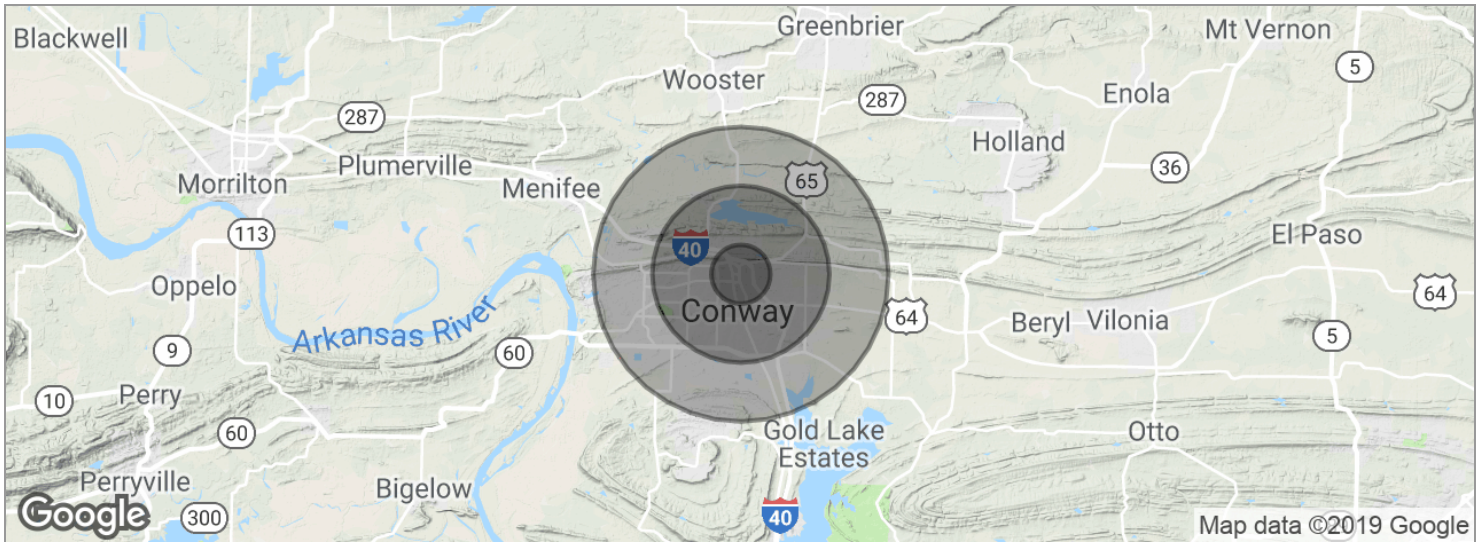 Blackwell
Greenbrier
Mt Vernon
Wooster
5
Enola
287
287
Holland
Plumerville
36
Morrilton
Menifee
65
113
El Paso
40
Oppelo
64
Arkansas River
Conway
64
Beryl
Vilonia
5
9
60
Perry
10
60
Gold Lake
Estates
Otto
Perryville
Bigelow
300
40
Google
Map data ©2019 Google